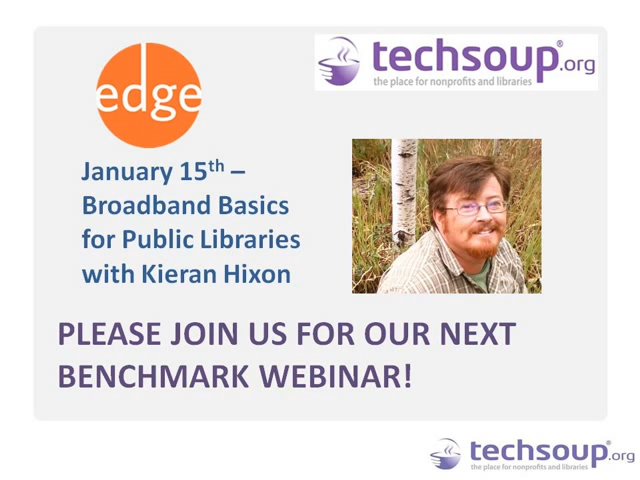 edge
techsoup®.org
the place for nonprofits and libraries
January 15th –
Broadband Basics
for Public Libraries
with Kieran Hixon
PLEASE JOIN US FOR OUR NEXT
BENCHMARK WEBINAR!
techsoup®.org
the place for nonprofits and libraries